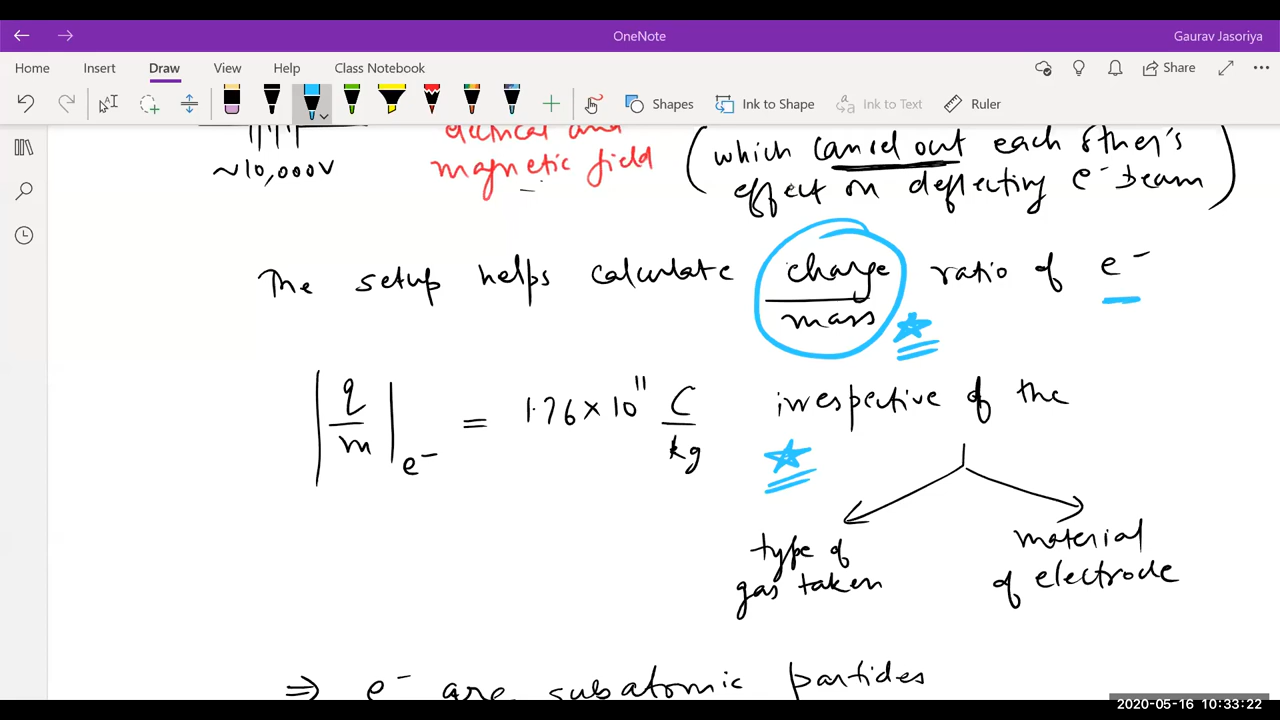 OneNote
Gaurav Jasoriya
Home Insert Draw View Help Class Notebook
Share
Shapes Ink to Shape Ink to Text Ruler
electrical and
magnetic field
~10,000V
(which cancel out each other's
effect on deflecting e⁻ beam)
The setup helps calculate charge/mass ratio of e⁻
|q/m|e⁻ = 1.76 × 10¹¹ C/kg irrespective of the
type of
gas taken
material
of electrode
⇒ e⁻ are subatomic particles
2020-05-16 10:33:22